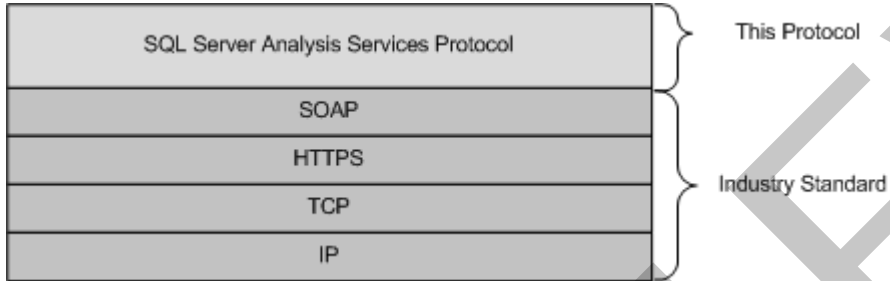 SQL Server Analysis Services Protocol
This Protocol
SOAP
HTTPS
TCP
IP
Industry Standard